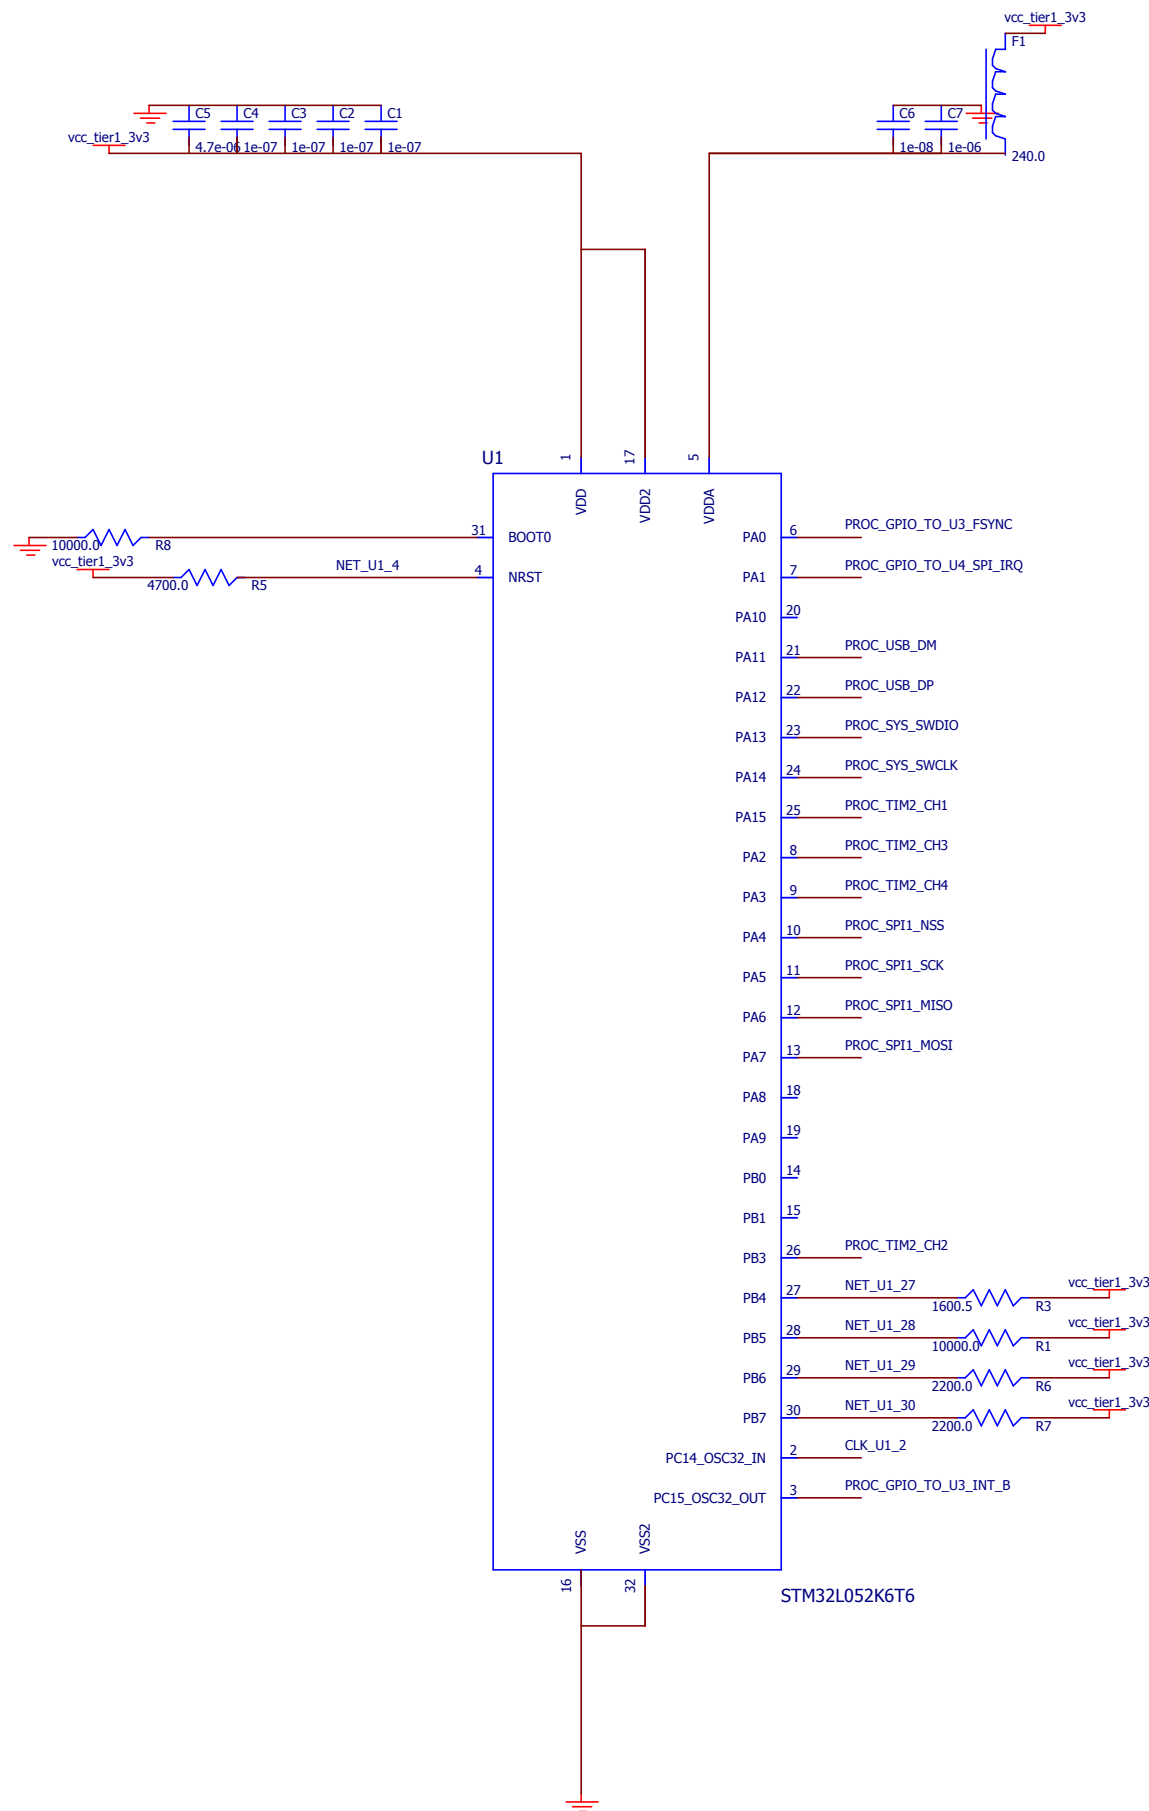 vcc_tier1_3v3
F1
C5 C4 C3 C2 C1
C6 C7
vcc_tier1_3v3
4.7e-06 1e-07 1e-07 1e-07 1e-07
1e-08 1e-06
240.0
U1
1 17 5
VDD VDD2 VDDA
31 BOOT0
10000.0 R8
PA0 6 PROC_GPIO_TO_U3_FSYNC
vcc_tier1_3v3
NET_U1_4
4 NRST
4700.0 R5
PA1 7 PROC_GPIO_TO_U4_SPI_IRQ
PA10 20
PA11 21 PROC_USB_DM
PA12 22 PROC_USB_DP
PA13 23 PROC_SYS_SWDIO
PA14 24 PROC_SYS_SWCLK
PA15 25 PROC_TIM2_CH1
PA2 8 PROC_TIM2_CH3
PA3 9 PROC_TIM2_CH4
PA4 10 PROC_SPI1_NSS
PA5 11 PROC_SPI1_SCK
PA6 12 PROC_SPI1_MISO
PA7 13 PROC_SPI1_MOSI
PA8 18
PA9 19
PB0 14
PB1 15
PB3 26 PROC_TIM2_CH2
PB4 27 NET_U1_27 1600.5 R3 vcc_tier1_3v3
PB5 28 NET_U1_28 10000.0 R1 vcc_tier1_3v3
PB6 29 NET_U1_29 2200.0 R6 vcc_tier1_3v3
PB7 30 NET_U1_30 2200.0 R7 vcc_tier1_3v3
PC14_OSC32_IN 2 CLK_U1_2
PC15_OSC32_OUT 3 PROC_GPIO_TO_U3_INT_B
VSS VSS2
16 32
STM32L052K6T6